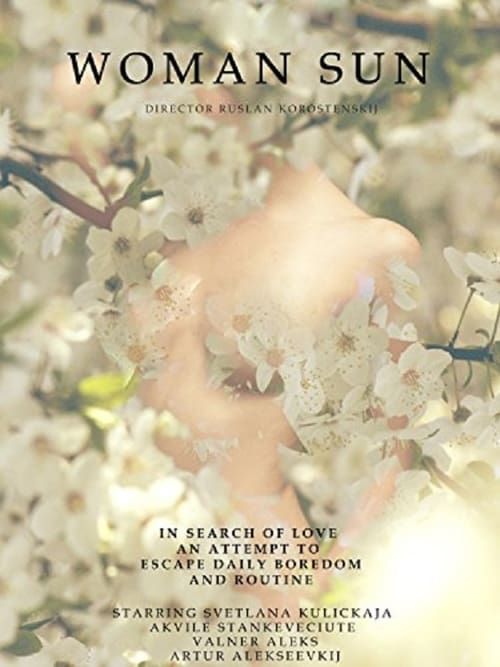 WOMAN SUN
DIRECTOR RUSLAN KOROSTENSKIJ
IN SEARCH OF LOVE
AN ATTEMPT TO
ESCAPE DAILY BOREDOM
AND ROUTINE
STARRING SVETLANA KULICKAJA
AKVILE STANKEVECIUTE
VALNER ALEKS
ARTUR ALEKSEEVKIJ